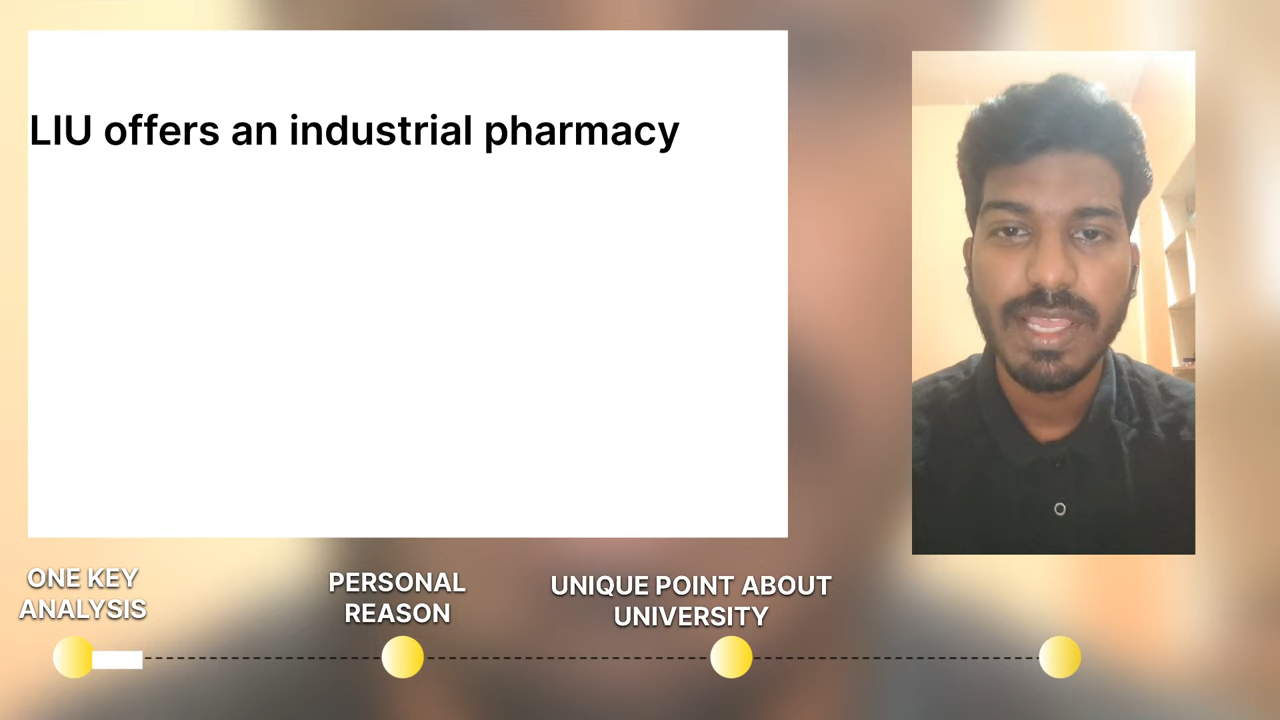 LIU offers an industrial pharmacy
ONE KEY
ANALYSIS
PERSONAL
REASON
UNIQUE POINT ABOUT
UNIVERSITY